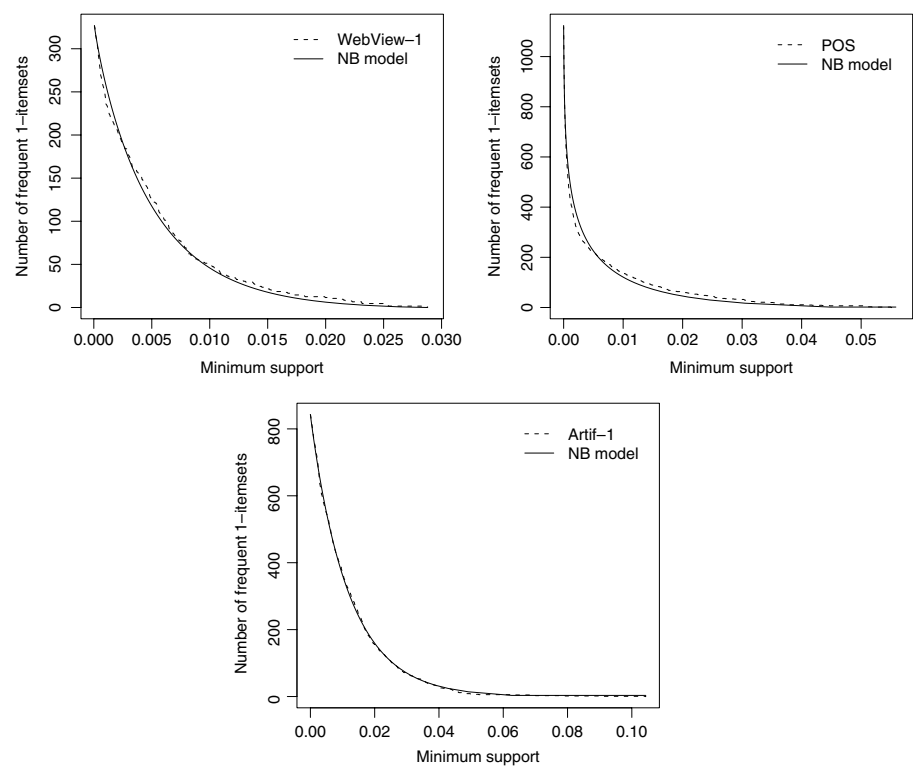 WebView–1
NB model
Number of frequent 1–itemsets
0 50 100 150 200 250 300
0.000 0.005 0.010 0.015 0.020 0.025 0.030
Minimum support
POS
NB model
Number of frequent 1–itemsets
0 200 400 600 800 1000
0.00 0.01 0.02 0.03 0.04 0.05
Minimum support
Artif–1
NB model
Number of frequent 1–itemsets
0 200 400 600 800
0.00 0.02 0.04 0.06 0.08 0.10
Minimum support